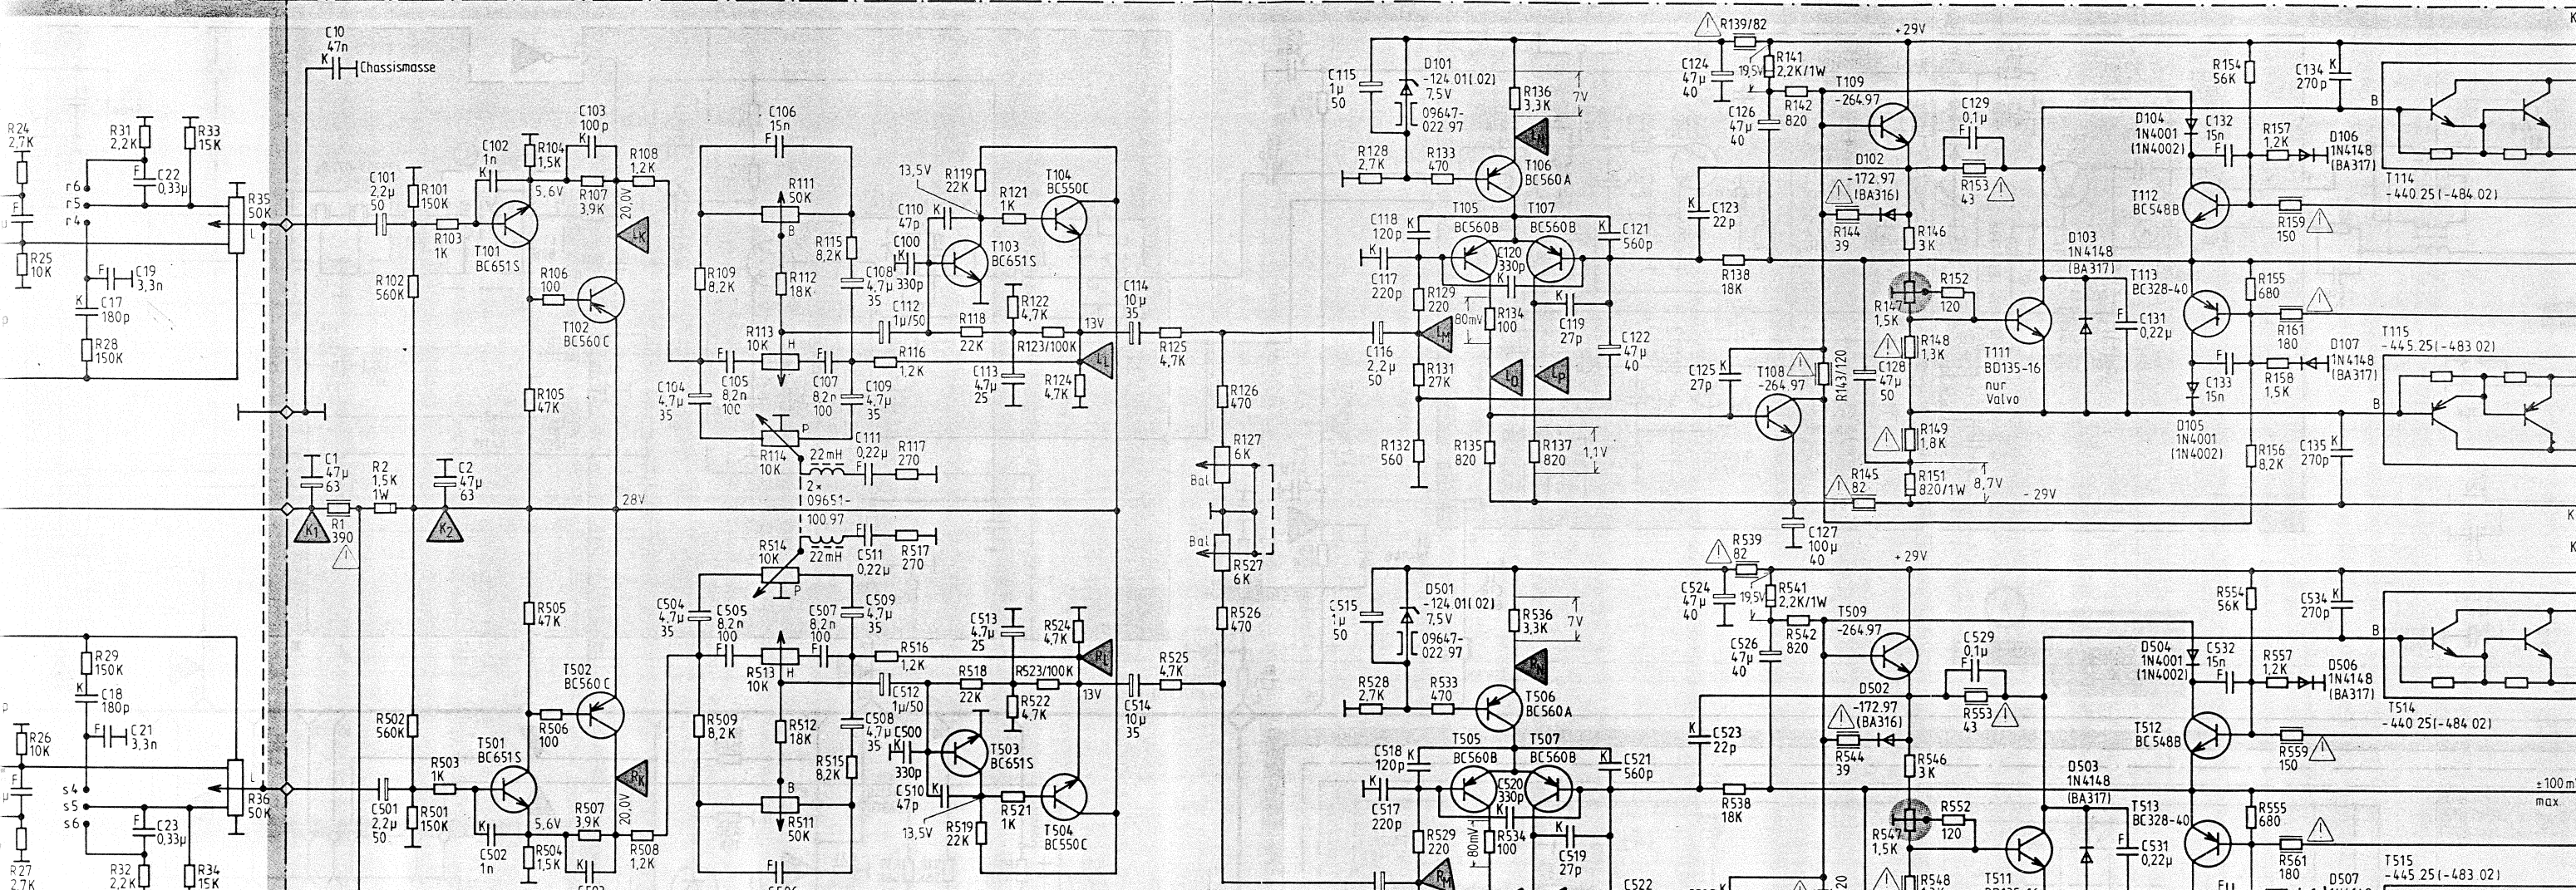 C10
47n
K
Chassismasse
R24
2,7K
R31
2,2K
R33
15K
F
C22
0,33µ
r6
r5
r4
R35
50K
L
R25
10K
F
C19
3,3n
K
C17
180p
R28
150K
C101
2,2µ
50
R101
150K
R103
1K
R102
560K
C102
1n
K
R104
1,5K
5,6V
T101
BC651S
C103
100p
K
R107
3,9K
R108
1,2K
20,0V
LK
R106
100
T102
BC560C
R105
47K
C1
47µ
63
R2
1,5K
1W
C2
47µ
63
K1
R1
390
K2
28V
C106
15n
F
R111
50K
B
R109
8,2K
R112
18K
R115
8,2K
C108
4,7µ
35
R113
10K
H
C104
4,7µ
35
F
C105
8,2n
100
F
C107
8,2n
100
C109
4,7µ
35
R116
1,2K
P
R114
10K
22mH
C111
0,22µ
F
R117
270
2×
09651-
100.97
13,5V
R119
22K
R121
1K
T104
BC550C
C110
47p
K
C100
K
330p
T103
BC651S
C112
1µ/50
R118
22K
R122
4,7K
R123/100K
13V
C113
4,7µ
25
R124
4,7K
LL
C114
10µ
35
R125
4,7K
R126
470
R127
6K
Bal
Bal
R527
6K
R526
470
C115
1µ
50
D101
-124.01(.02)
7,5V
09647-
022.97
R136
3,3K
7V
LN
R128
2,7K
R133
470
T106
BC560A
C118
120p
K
T105
BC560B
T107
BC560B
C121
560p
K
C117
220p
K
C120
330p
K
R129
220
R134
100
80mV
C119
27p
K
C122
47µ
40
LM
C116
2,2µ
50
R131
27K
LO
LP
R132
560
R135
820
R137
820
1,1V
R139/82
+29V
C124
47µ
40
19,5V
R141
2,2K/1W
R142
820
C126
47µ
40
T109
-264.97
C129
0,1µ
F
R153
43
D102
-172.97
(BA316)
R144
39
C123
22p
K
R146
3K
R138
18K
R147
1,5K
R152
120
R148
1,3K
C125
27p
K
T108
-264.97
R143/120
C128
47µ
50
T111
BD135-16
nur
Valvo
D103
1N4148
(BA317)
C131
0,22µ
F
R149
1,8K
R151
820/1W
8,7V
R145
82
-29V
C127
100µ
40
D104
1N4001
(1N4002)
C132
15n
F
R154
56K
R157
1,2K
D106
1N4148
(BA317)
C134
270p
K
B
T112
BC548B
R159
150
T114
-440.25(-484.02)
T113
BC328-40
R155
680
R161
180
C133
15n
F
R158
1,5K
D107
1N4148
(BA317)
T115
-445.25(-483.02)
B
D105
1N4001
(1N4002)
R156
8,2K
C135
270p
K
R29
150K
K
C18
180p
F
C21
3,3n
R26
10K
R27
2,7K
s4
s5
s6
F
C23
0,33µ
R32
2,2K
R34
15K
L
R36
50K
C501
2,2µ
50
R503
1K
R501
150K
R502
560K
T501
BC651S
K
C502
1n
5,6V
R504
1,5K
R507
3,9K
K
R508
1,2K
20,0V
RK
R505
47K
T502
BC560C
R506
100
R514
10K
22mH
F
C511
0,22µ
R517
270
P
C504
4,7µ
35
C505
8,2n
100
F
C507
8,2n
100
F
C509
4,7µ
35
R513
10K
H
R516
1,2K
R509
8,2K
R512
18K
C508
4,7µ
35
R515
8,2K
B
R511
50K
F
C512
1µ/50
R518
22K
C513
4,7µ
25
R524
4,7K
RL
R523/100K
R522
4,7K
13V
C514
10µ
35
R525
4,7K
C500
K
330p
T503
BC651S
K
C510
47p
13,5V
R519
22K
R521
1K
T504
BC550C
C515
1µ
50
D501
-124.01(.02)
7,5V
09647-
022.97
R536
3,3K
7V
RN
R528
2,7K
R533
470
T506
BC560A
C518
120p
K
T505
BC560B
T507
BC560B
C521
560p
K
C517
220p
K
C520
330p
K
R529
220
R534
100
80mV
C519
27p
K
C522
RM
R539
82
+29V
C524
47µ
40
19,5V
R541
2,2K/1W
R542
820
C526
47µ
40
T509
-264.97
C529
0,1µ
F
R553
43
D502
-172.97
(BA316)
R544
39
C523
22p
K
R546
3K
R538
18K
R547
1,5K
R552
120
R548
T511
D503
1N4148
(BA317)
C531
0,22µ
F
D504
1N4001
(1N4002)
C532
15n
F
R554
56K
R557
1,2K
D506
1N4148
(BA317)
C534
270p
K
B
T512
BC548B
R559
150
T514
-440.25(-484.02)
T513
BC328-40
R555
680
R561
180
±100m
max.
T515
-445.25(-483.02)
D507